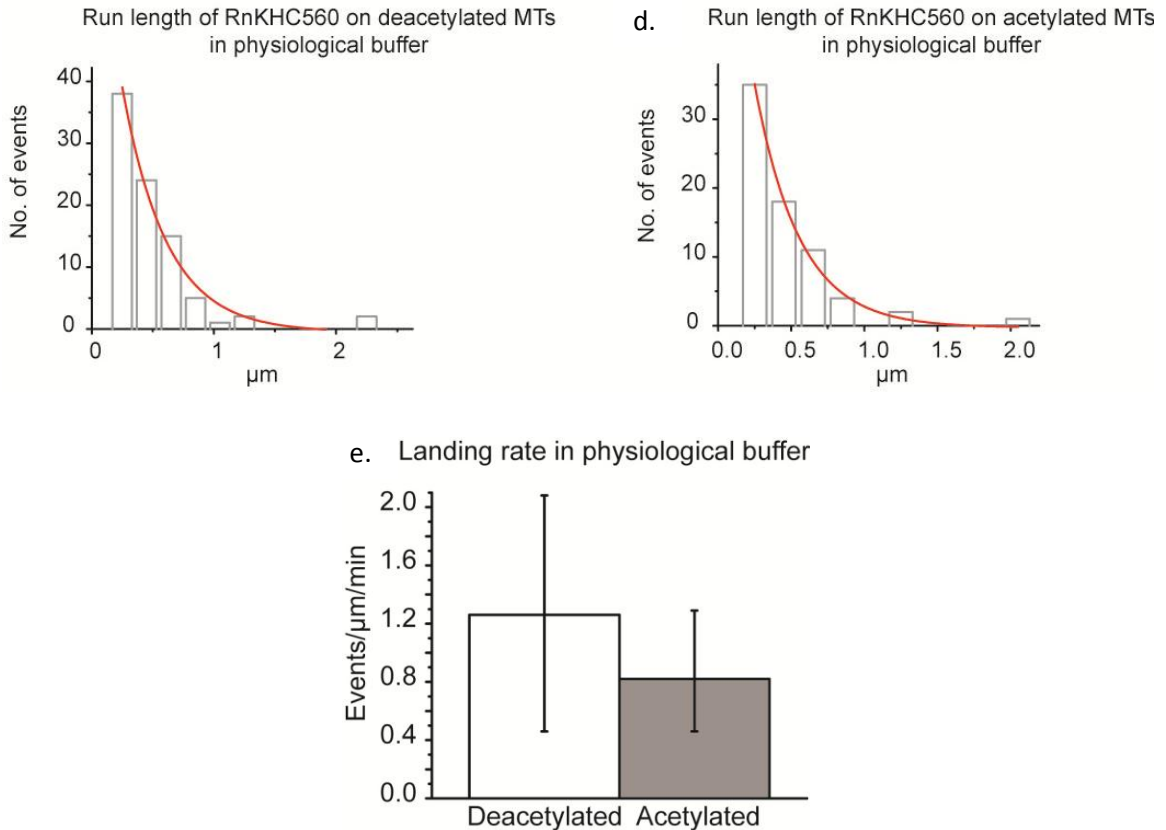 Run length of RnKHC560 on deacetylated MTs
in physiological buffer
No. of events
40
30
20
10
0
0 1 2
µm
d.
Run length of RnKHC560 on acetylated MTs
in physiological buffer
No. of events
30
20
10
0
0.0 0.5 1.0 1.5 2.0
µm
e. Landing rate in physiological buffer
Events/µm/min
2.0
1.6
1.2
0.8
0.4
0.0
Deacetylated Acetylated